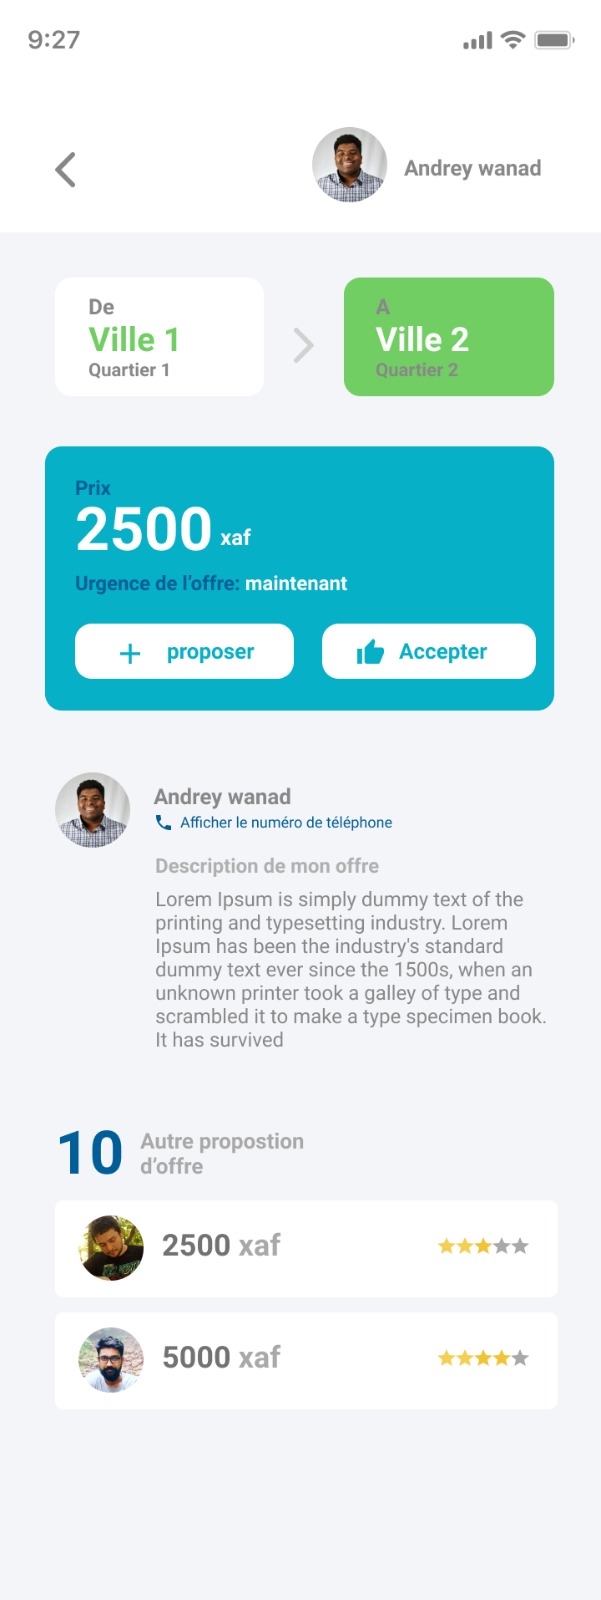 9:27
Andrey wanad
De
Ville 1
Quartier 1
A
Ville 2
Quartier 2
Prix
2500 xaf
Urgence de l'offre: maintenant
proposer
Accepter
Andrey wanad
Afficher le numéro de téléphone
Description de mon offre
Lorem Ipsum is simply dummy text of the
printing and typesetting industry. Lorem
Ipsum has been the industry's standard
dummy text ever since the 1500s, when an
unknown printer took a galley of type and
scrambled it to make a type specimen book.
It has survived
10
Autre propostion
d'offre
2500 xaf
5000 xaf